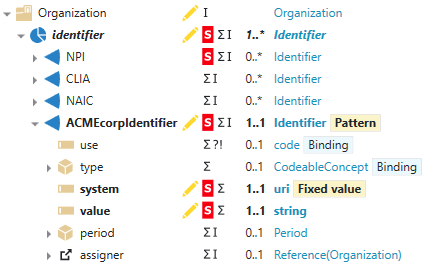 Organization I Organization
identifier S Σ I 1..* Identifier
NPI S Σ I 0..* Identifier
CLIA Σ I 0..* Identifier
NAIC Σ I 0..* Identifier
ACMEcorpIdentifier S Σ I 1..1 Identifier Pattern
use Σ ?! 0..1 code Binding
type Σ 0..1 CodeableConcept Binding
system S Σ 1..1 uri Fixed value
value S Σ 1..1 string
period Σ I 0..1 Period
assigner Σ I 0..1 Reference(Organization)